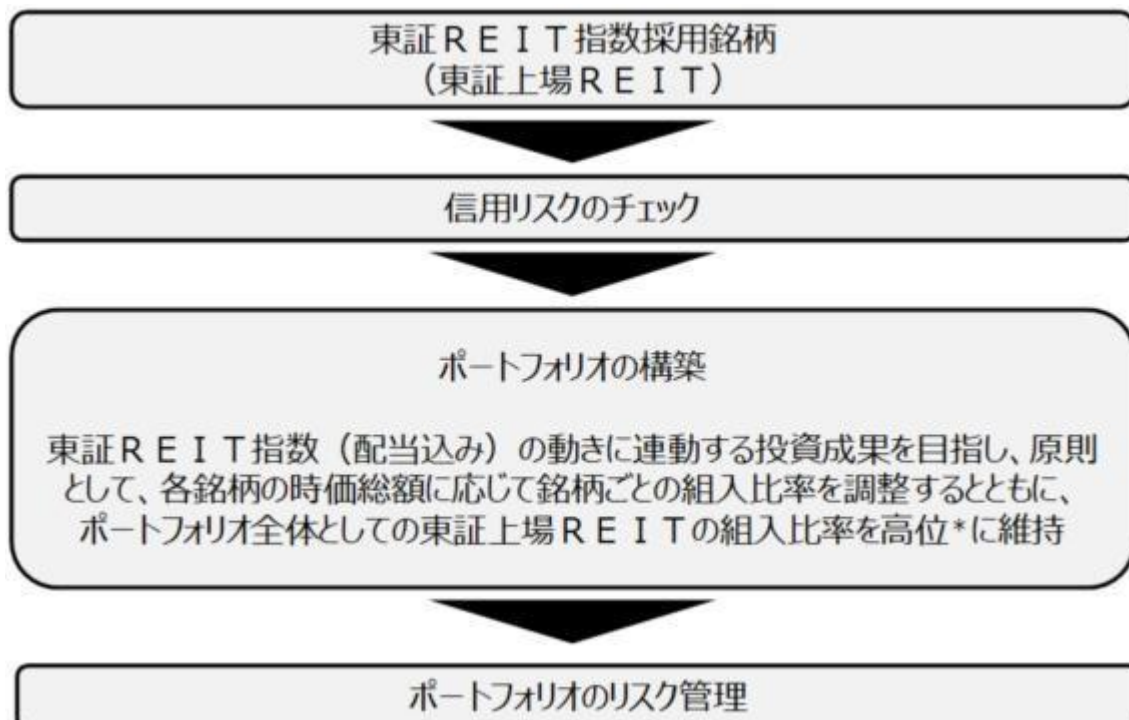 東証ＲＥＩＴ指数採用銘柄
（東証上場ＲＥＩＴ）
信用リスクのチェック
ポートフォリオの構築
東証ＲＥＩＴ指数（配当込み）の動きに連動する投資成果を目指し、原則
として、各銘柄の時価総額に応じて銘柄ごとの組入比率を調整するとともに、
ポートフォリオ全体としての東証上場ＲＥＩＴの組入比率を高位*に維持
ポートフォリオのリスク管理